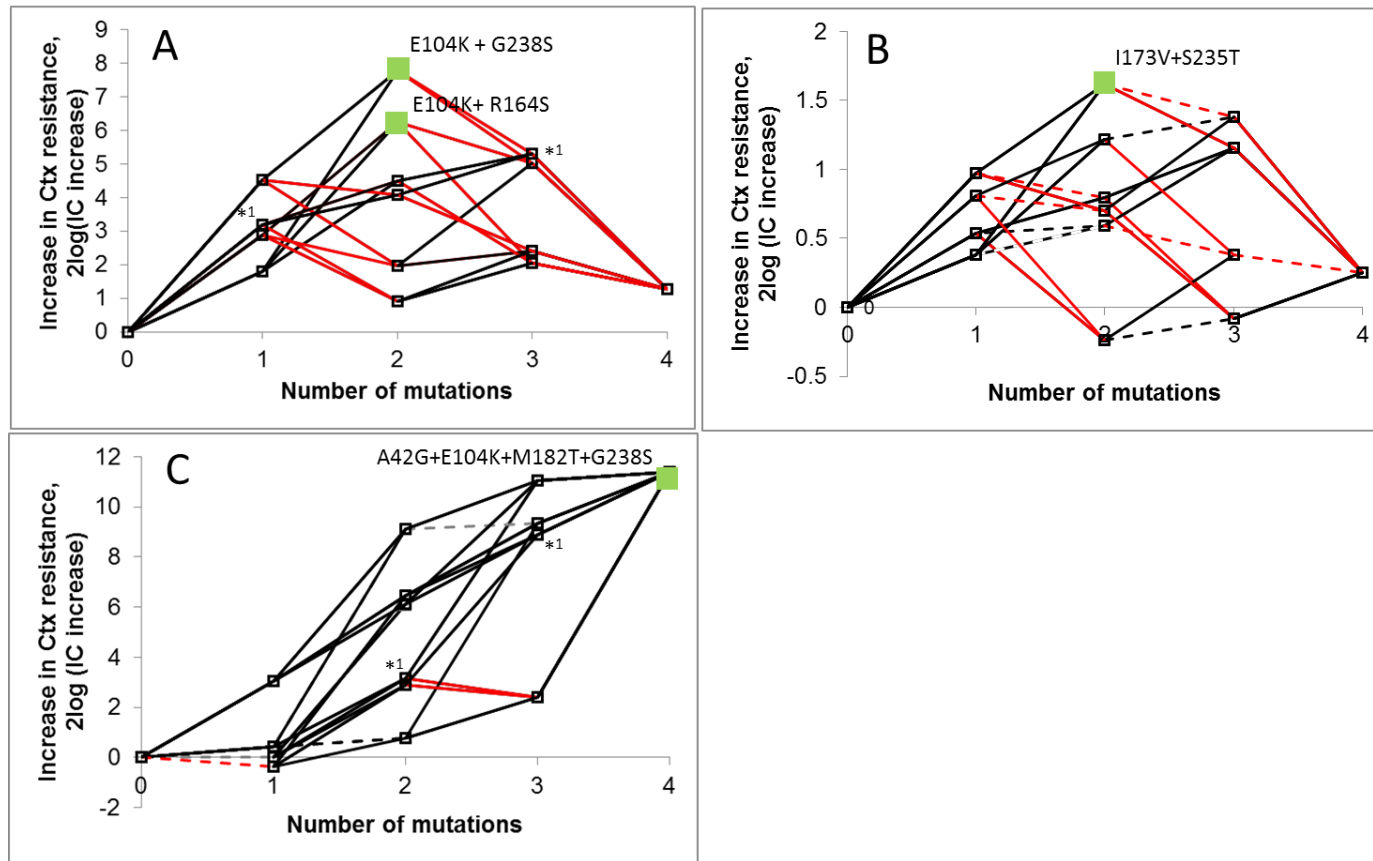 A
E104K + G238S
E104K+ R164S
*1
*1
Increase in Ctx resistance,
2log(IC increase)
9
8
7
6
5
4
3
2
1
0
0 1 2 3 4
Number of mutations
B
I173V+S235T
Increase in Ctx resistance,
2log (IC increase)
2
1.5
1
0.5
0
-0.5
0 0 1 2 3 4
Number of mutations
C
A42G+E104K+M182T+G238S
*1
*1
Increase in Ctx resistance,
2log (IC increase)
12
10
8
6
4
2
0
-2
0 1 2 3 4
Number of mutations